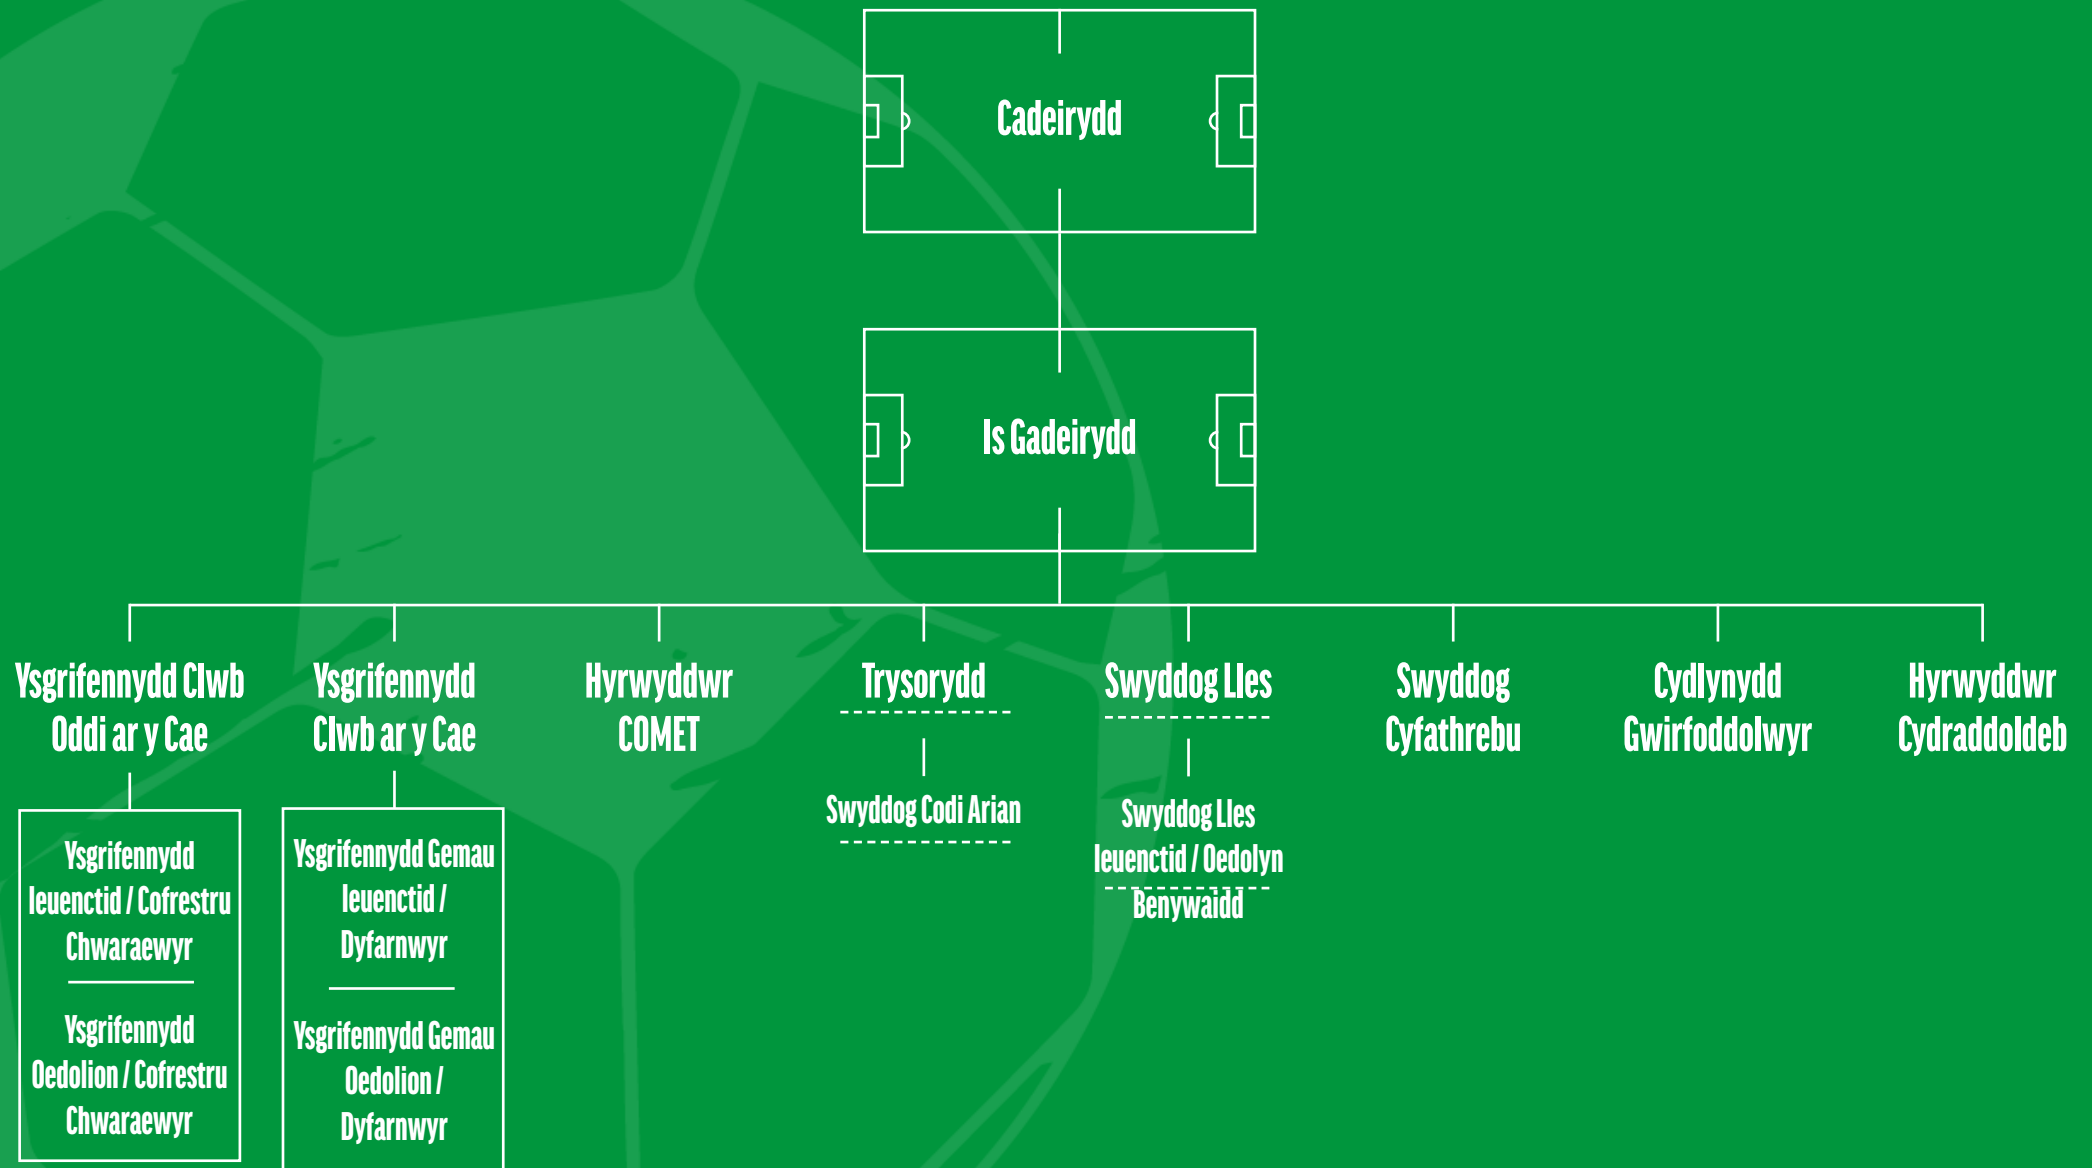 Cadeirydd
Is Gadeirydd
Ysgrifennydd Clwb
Oddi ar y Cae
Ysgrifennydd
Clwb ar y Cae
Hyrwyddwr
COMET
Trysorydd
Swyddog Lles
Swyddog
Cyfathrebu
Cydlynydd
Gwirfoddolwyr
Hyrwyddwr
Cydraddoldeb
Ysgrifennydd
Ieuenctid / Cofrestru
Chwaraewyr
Ysgrifennydd
Oedolion / Cofrestru
Chwaraewyr
Ysgrifennydd Gemau
Ieuenctid /
Dyfarnwyr
Ysgrifennydd Gemau
Oedolion /
Dyfarnwyr
Swyddog Codi Arian
Swyddog Lles
Ieuenctid / Oedolyn
Benywaidd